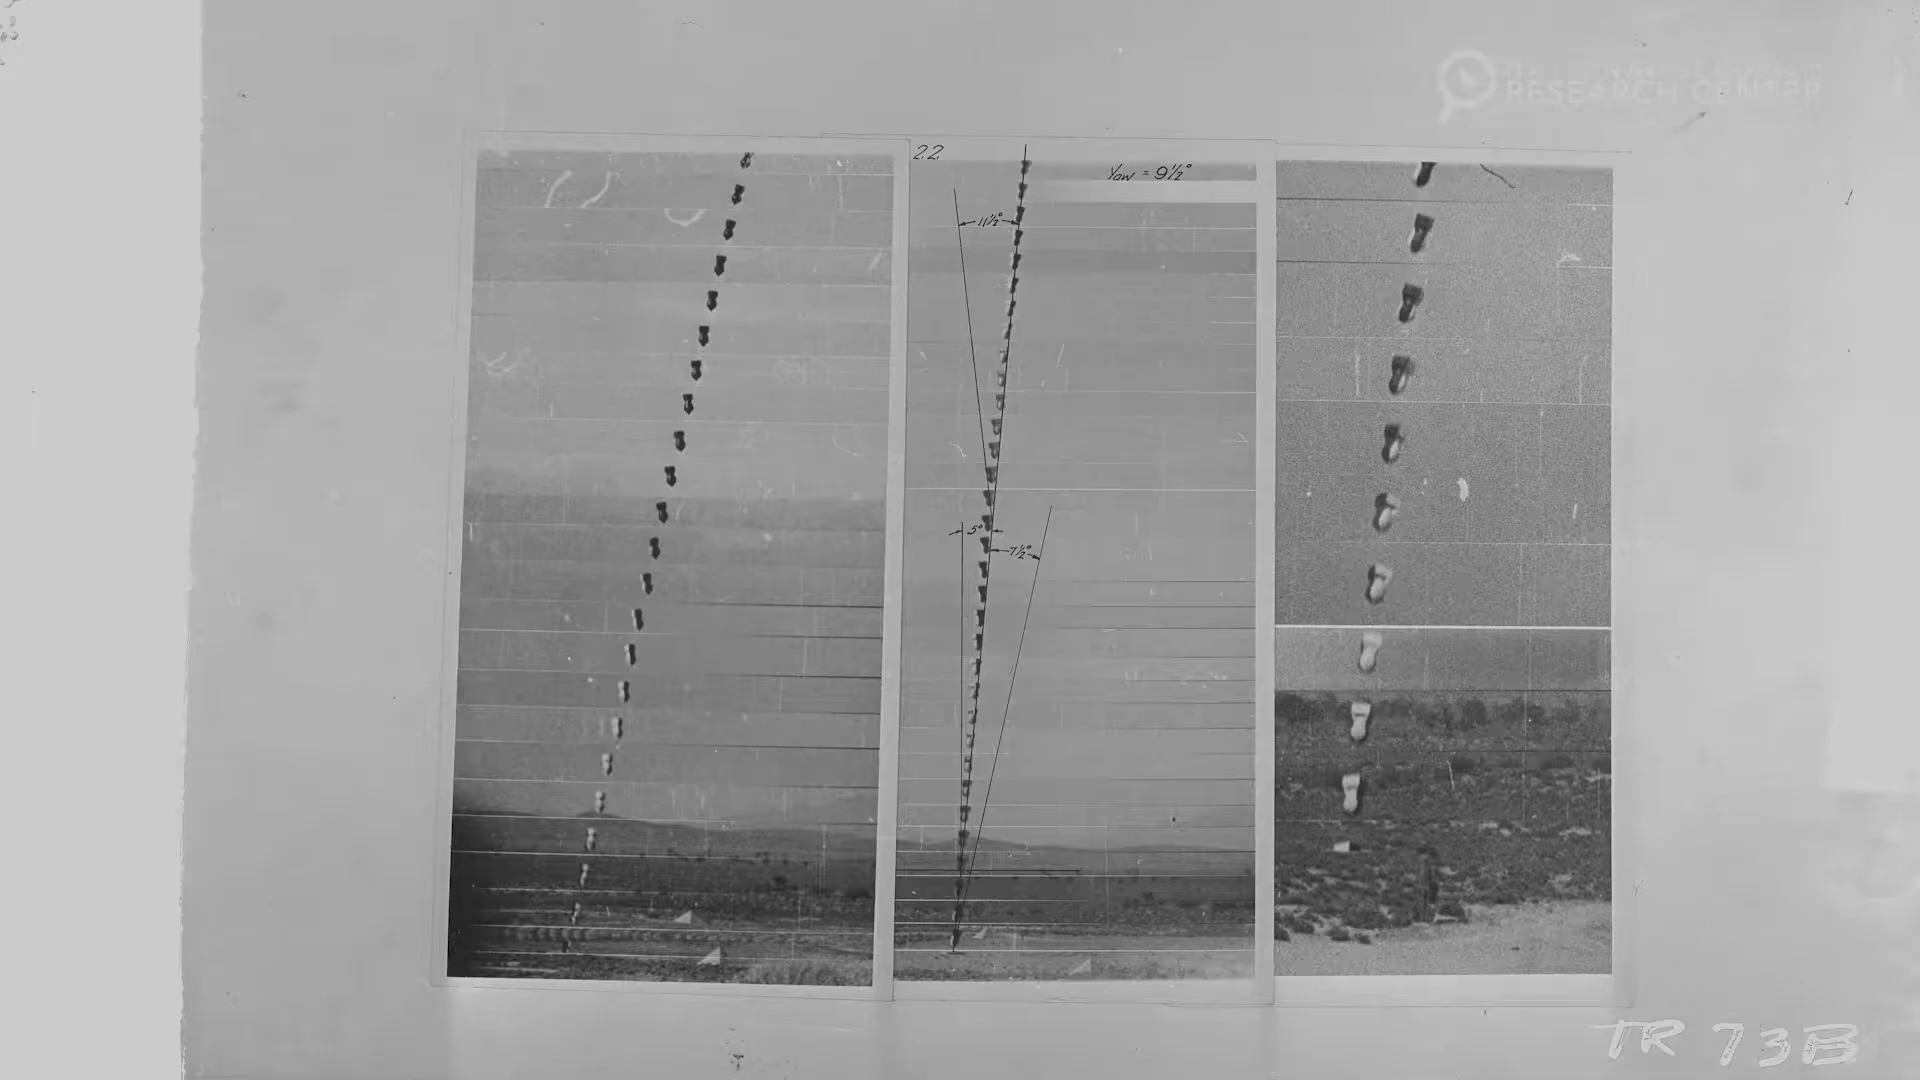 RESEARCH CENTER
22.
Yaw = 9½°
11½°
5°
7½°
TR 73B